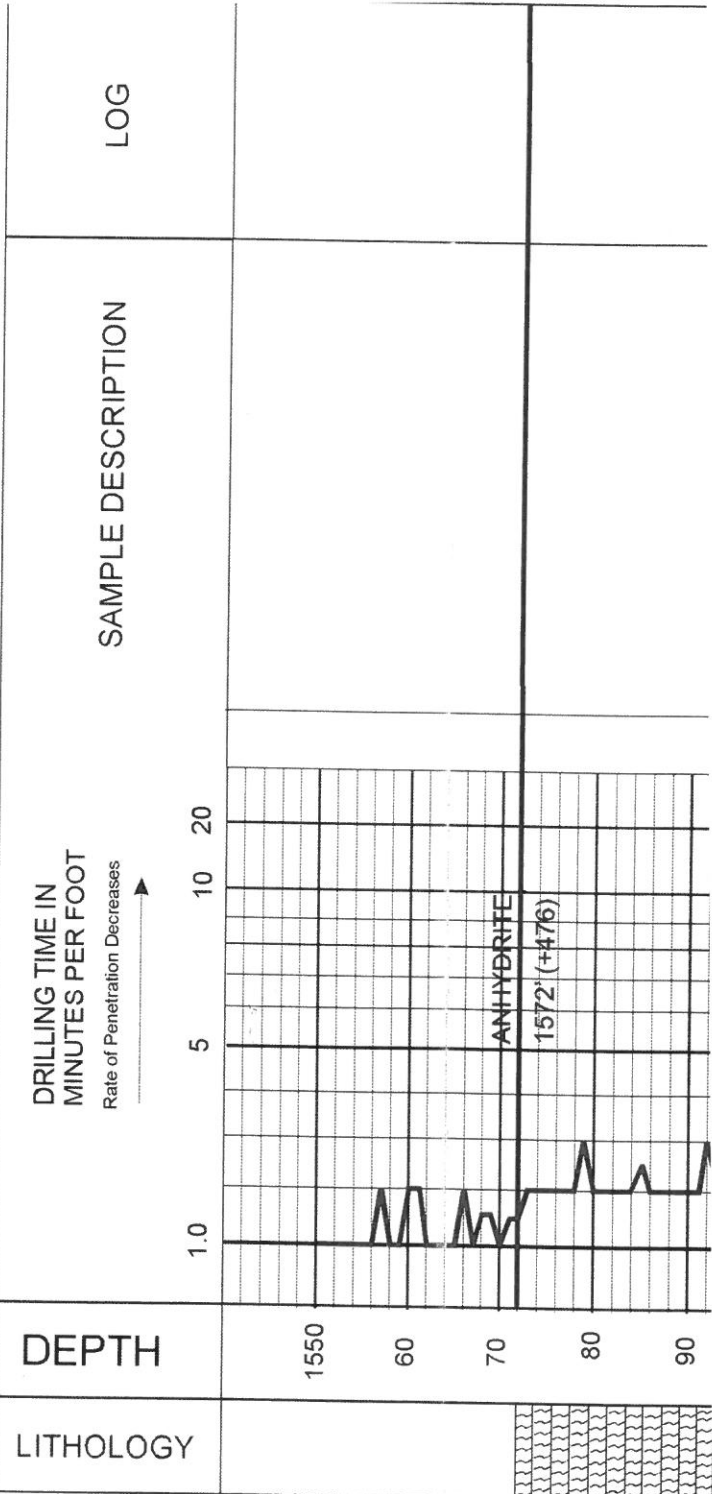 LITHOLOGY
DEPTH
DRILLING TIME IN
MINUTES PER FOOT
Rate of Penetration Decreases
1.0
5
10
20
SAMPLE DESCRIPTION
LOG
1550
60
70
ANHYDRITE
1572' (+476)
80
90